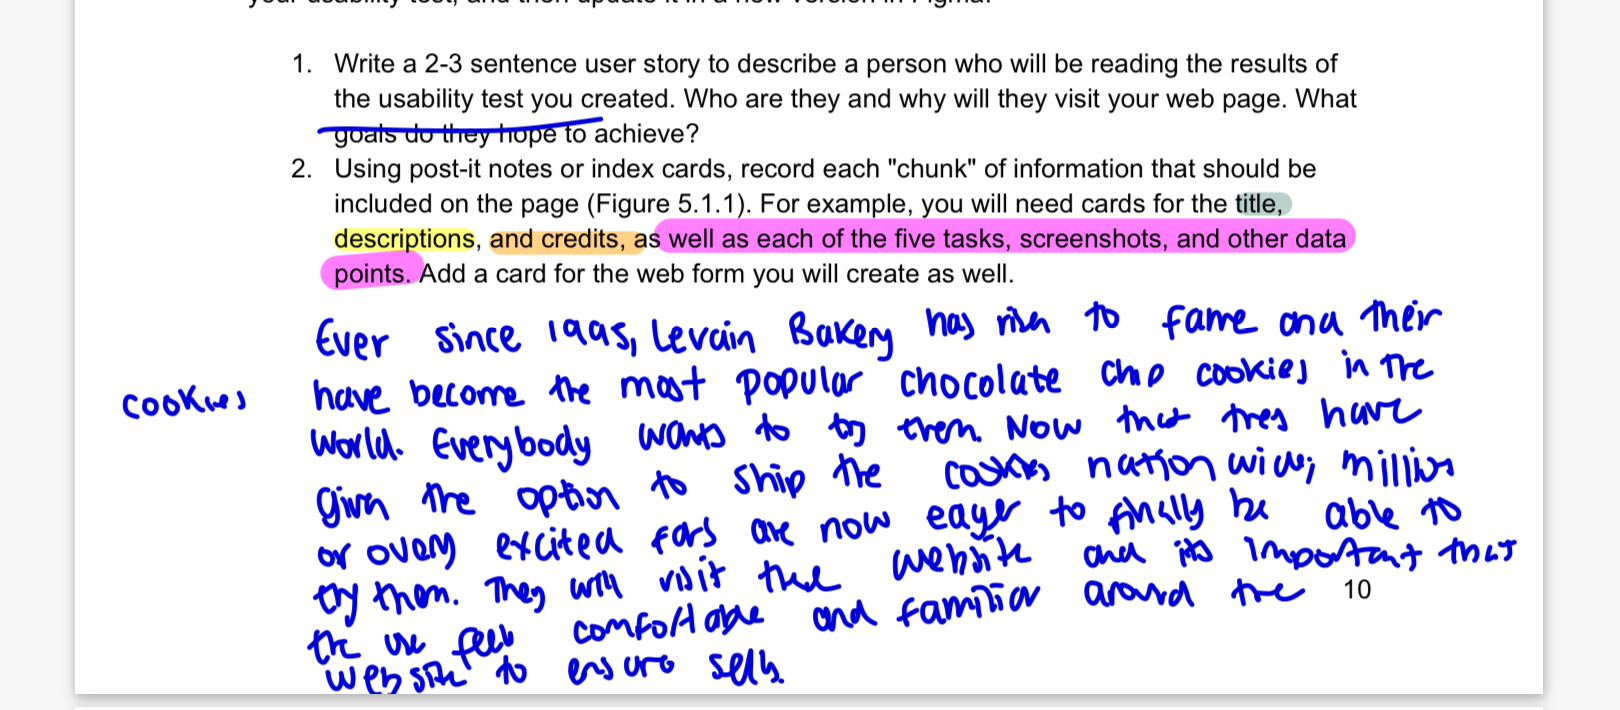 1. Write a 2-3 sentence user story to describe a person who will be reading the results of
the usability test you created. Who are they and why will they visit your web page. What
goals do they hope to achieve?
2. Using post-it notes or index cards, record each "chunk" of information that should be
included on the page (Figure 5.1.1). For example, you will need cards for the title,
descriptions, and credits, as well as each of the five tasks, screenshots, and other data
points. Add a card for the web form you will create as well.
Ever since 1995, Levain Bakery has risen to fame and their
cookies
have become the most popular chocolate chip cookies in the
world. Everybody wants to try them. Now that they have
given the option to ship the cookies nation wide, millions
of excited fans are now eager to finally be able to
try them. They will visit the website and its important that
the feel comfortable and familiar around the
website to ensure sells.
10